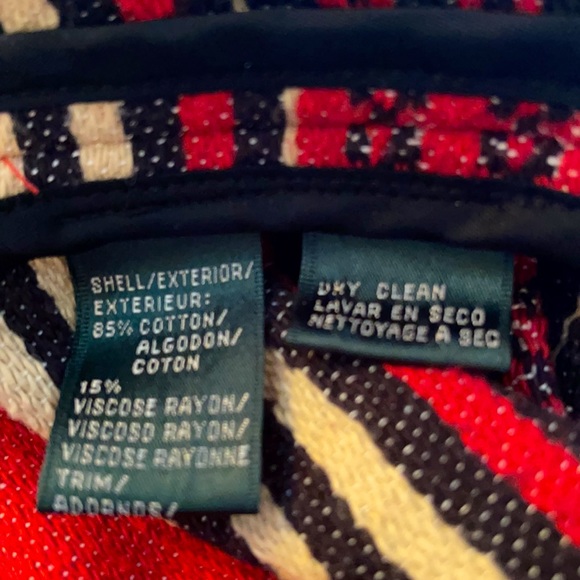 SHELL/EXTERIOR/
EXTERIEUR:
85% COTTON/
ALGODON/
COTON
15%
VISCOSE RAYON/
VISCOSO RAYON/
VISCOSE RAYONNE
TRIM/
ADORNOS/
DRY CLEAN
LAVAR EN SECO
NETTOYAGE A SEC